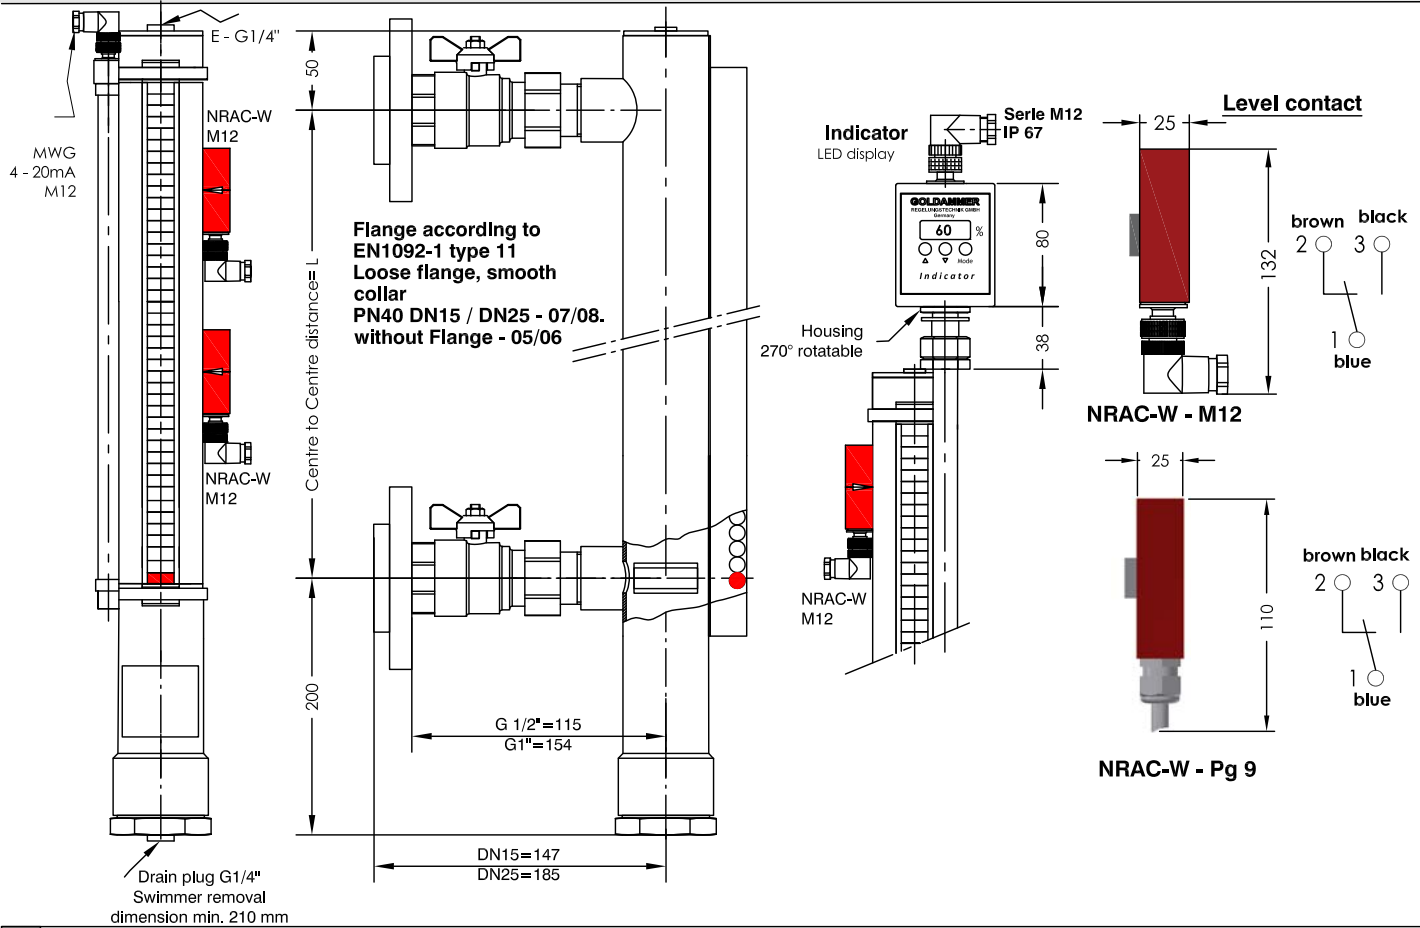 E - G1/4"
MWG
4 - 20mA
M12
NRAC-W
M12
NRAC-W
M12
Drain plug G1/4"
Swimmer removal
dimension min. 210 mm
50
Centre to Centre distance= L
200
Flange according to
EN1092-1 type 11
Loose flange, smooth
collar
PN40 DN15 / DN25 - 07/08.
without Flange - 05/06
G 1/2"=115
G1"=154
DN15=147
DN25=185
Indicator
LED display
Serie M12
IP 67
GOLDAMMER
REGELUNGSTECHNIK GMBH
Germany
60 %
Mode
Indicator
80
38
Housing
270° rotatable
NRAC-W
M12
Level contact
25
132
brown black
2 3
1
blue
NRAC-W - M12
25
110
brown black
2 3
1
blue
NRAC-W - Pg 9